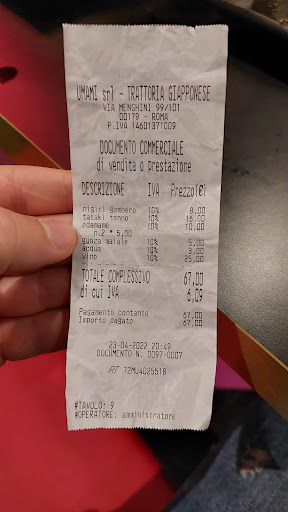 UMAMI srl - TRATTORIA GIAPPONESE
VIA MENGHINI 99/101
00179 - ROMA
P.IVA 14601371009
DOCUMENTO COMMERCIALE
di vendita o prestazione
DESCRIZIONE IVA Prezzo(€)
nigiri gambero 10% 8,00
tataki tonno 10% 16,00
edamame 10% 10,00
n.2 * 5,00
guoza maiale 10% 5,00
acqua 10% 3,00
vino 10% 25,00
TOTALE COMPLESSIVO 67,00
di cui IVA 6,09
Pagamento contante 67,00
Importo pagato 67,00
23-04-2022 20:49
DOCUMENTO N. 0097-0007
RT 72MJ4025518
#TAVOLO: 9
#OPERATORE: amministratore